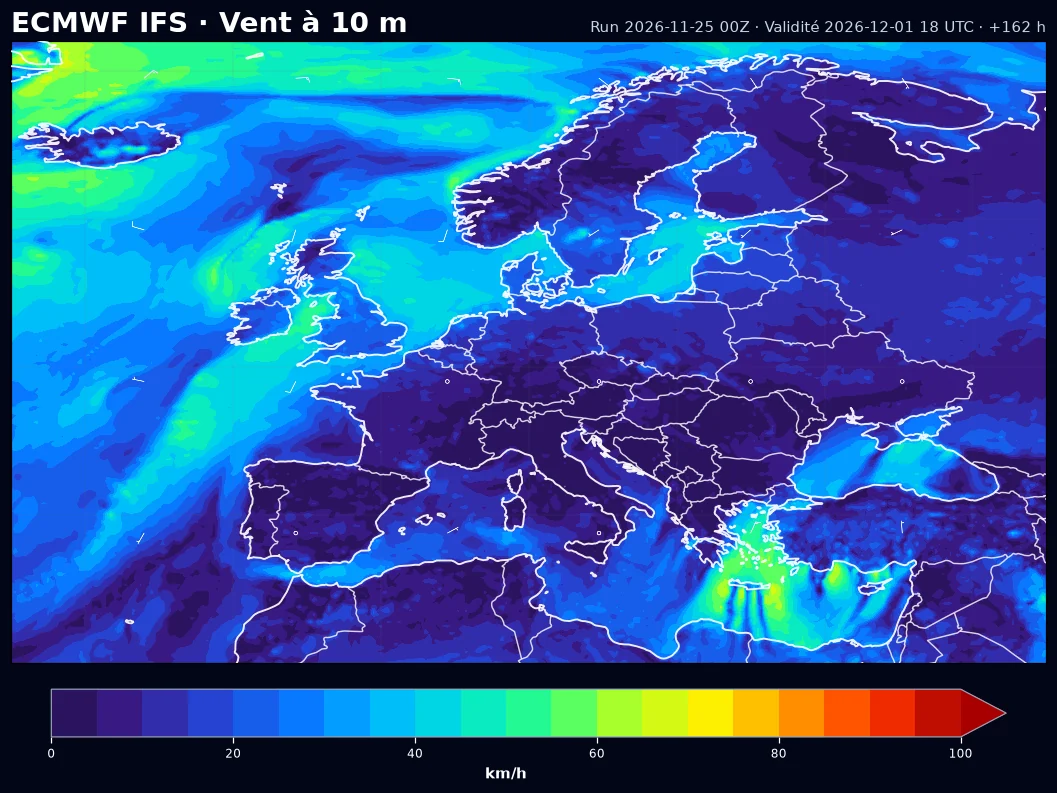 ECMWF IFS · Vent à 10 m
Run 2026-11-25 00Z · Validité 2026-12-01 18 UTC · +162 h
0 20 40 60 80 100
km/h